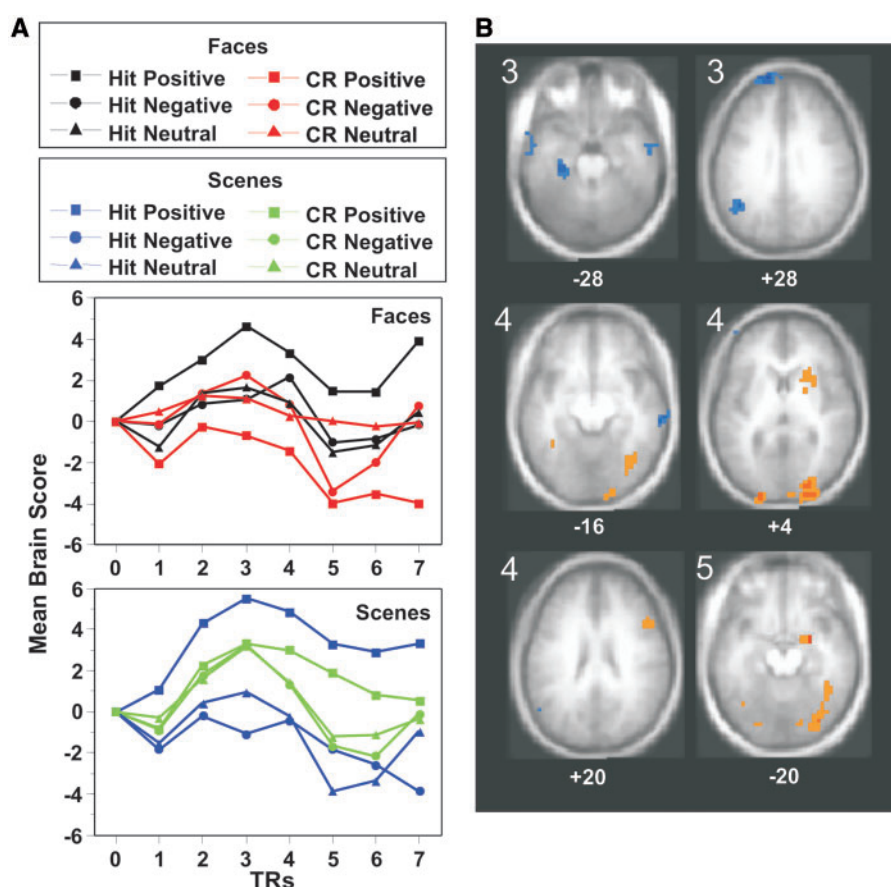 A
Faces
Hit Positive CR Positive
Hit Negative CR Negative
Hit Neutral CR Neutral
Scenes
Hit Positive CR Positive
Hit Negative CR Negative
Hit Neutral CR Neutral
Mean Brain Score
6
4
2
0
-2
-4
-6
Faces
0 1 2 3 4 5 6 7
6
4
2
0
-2
-4
-6
Scenes
0 1 2 3 4 5 6 7
TRs
B
3 3
-28 +28
4 4
-16 +4
4 5
+20 -20